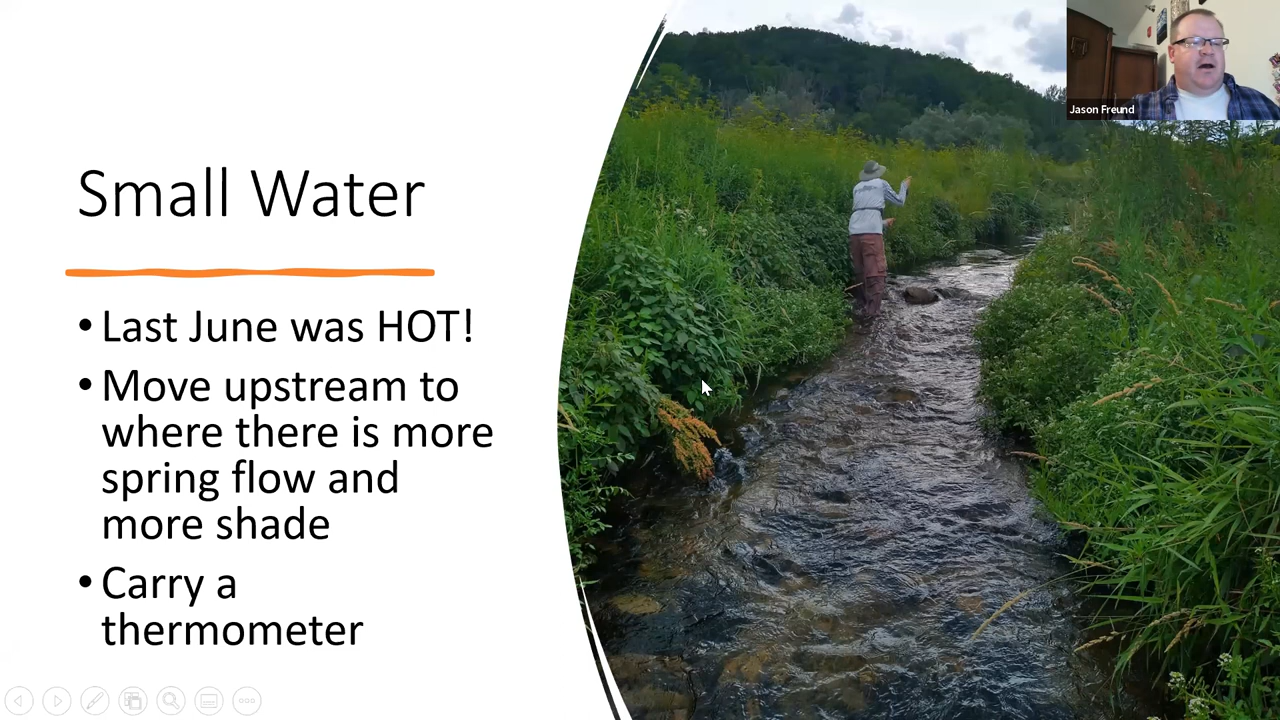 Jason Freund
Small Water
• Last June was HOT!
• Move upstream to
where there is more
spring flow and
more shade
• Carry a
thermometer